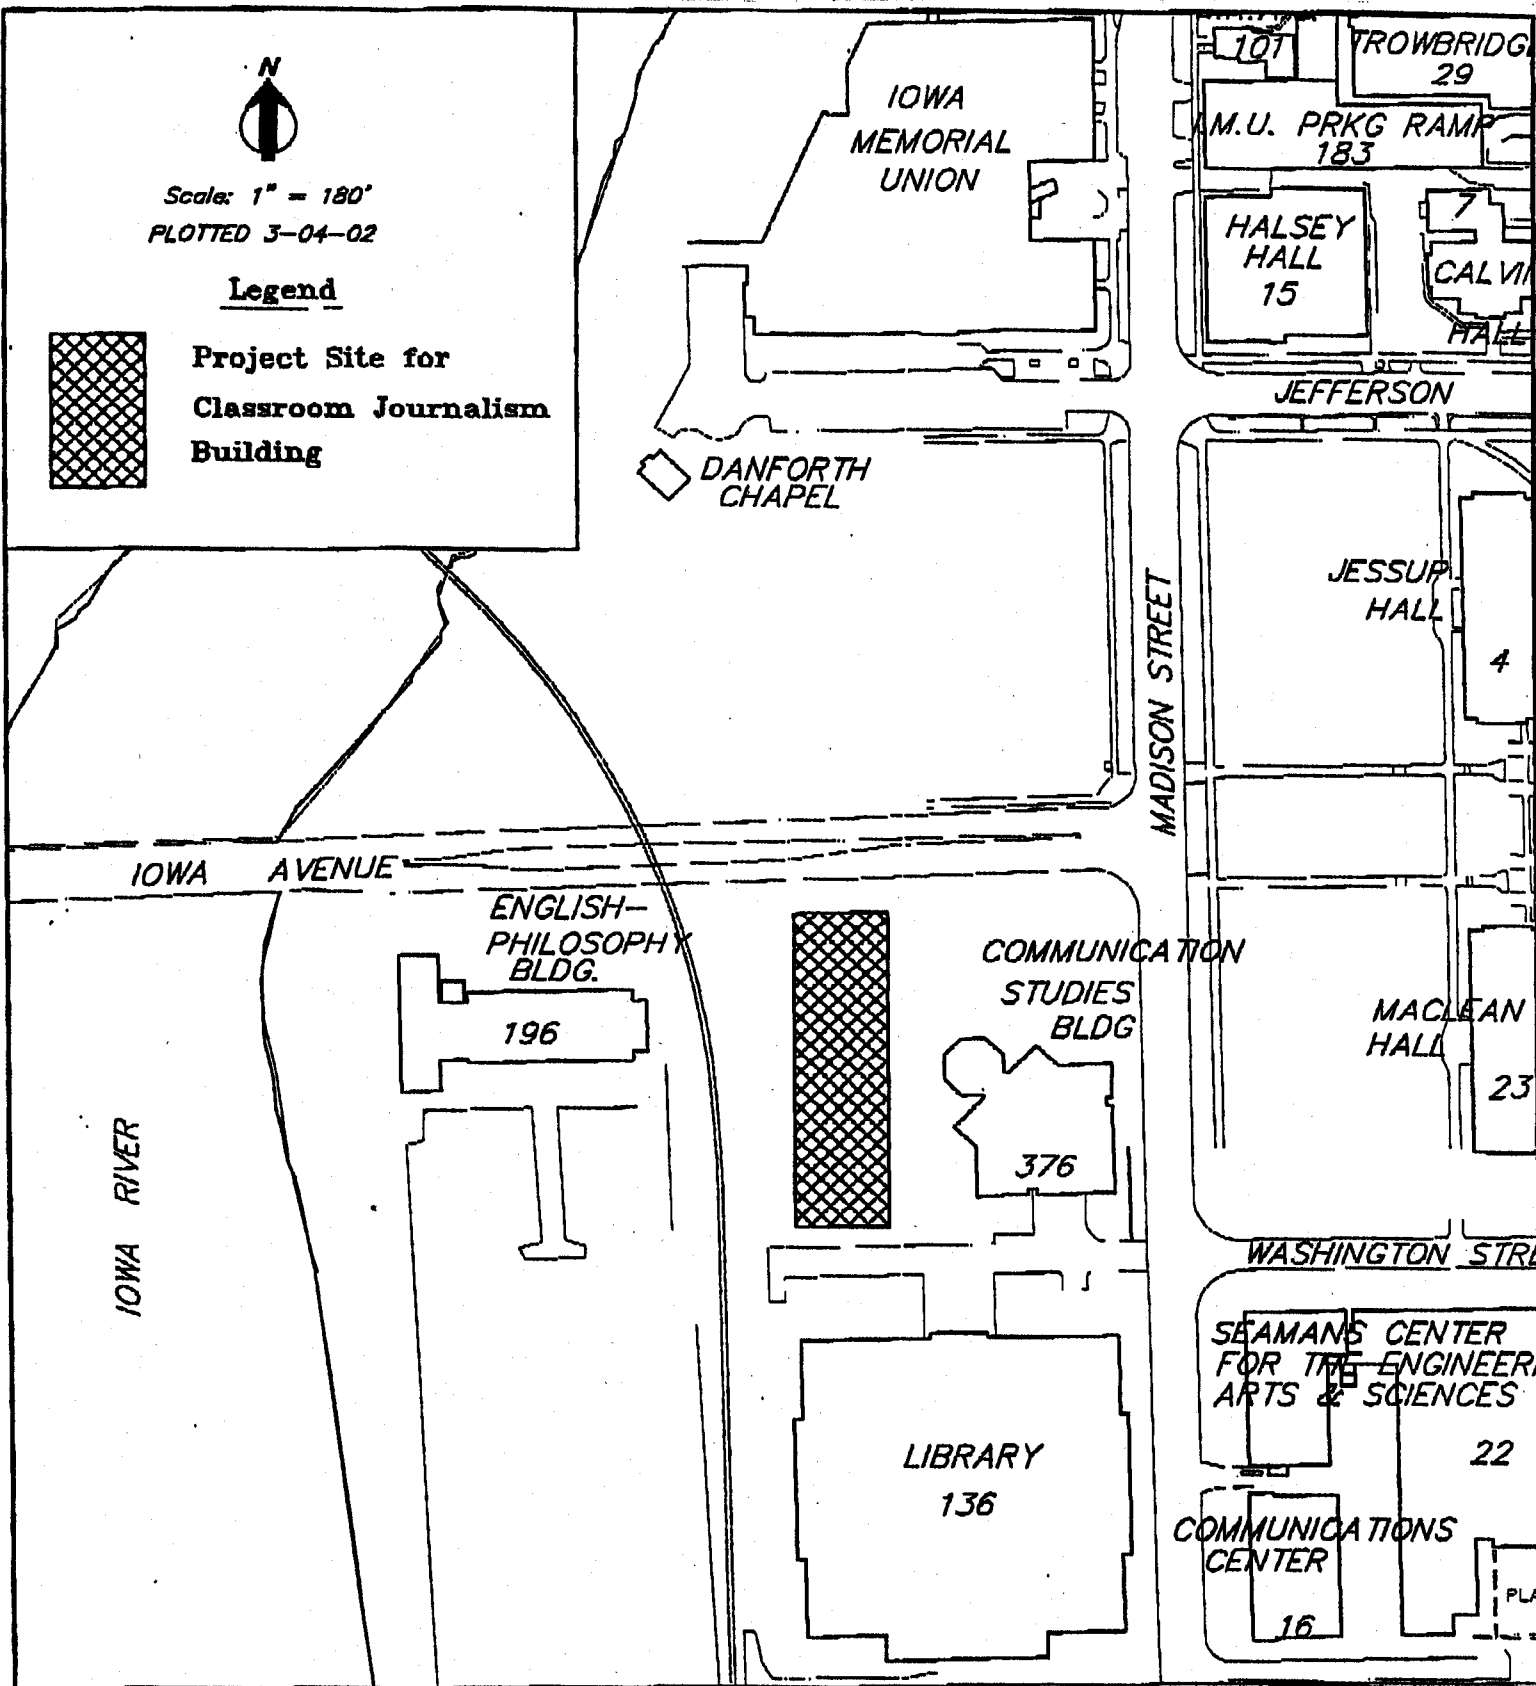 N
Scale: 1" = 180'
PLOTTED 3-04-02
Legend
Project Site for
Classroom Journalism
Building
IOWA
MEMORIAL
UNION
101
TROWBRIDG
29
I.M.U. PRKG RAMP
183
HALSEY
HALL
15
7
CALVIN
HALL
JEFFERSON
DANFORTH
CHAPEL
JESSUP
HALL
4
MADISON STREET
IOWA AVENUE
ENGLISH-
PHILOSOPHY
BLDG.
196
COMMUNICATION
STUDIES
BLDG
376
MACLEAN
HALL
23
IOWA RIVER
WASHINGTON STRE
SEAMANS CENTER
FOR THE ENGINEERI
ARTS & SCIENCES
22
LIBRARY
136
COMMUNICATIONS
CENTER
16
PLA